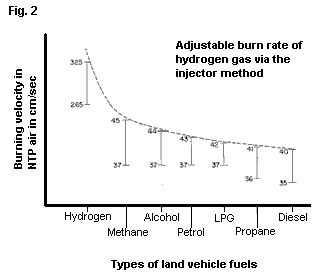 Fig. 2
Adjustable burn rate of
hydrogen gas via the
injector method
Burning velocity in
NTP air in cm/sec
325
265
45
37
44
37
43
37
42
37
41
36
40
35
Hydrogen
Methane
Alcohol
Petrol
LPG
Propane
Diesel
Types of land vehicle fuels